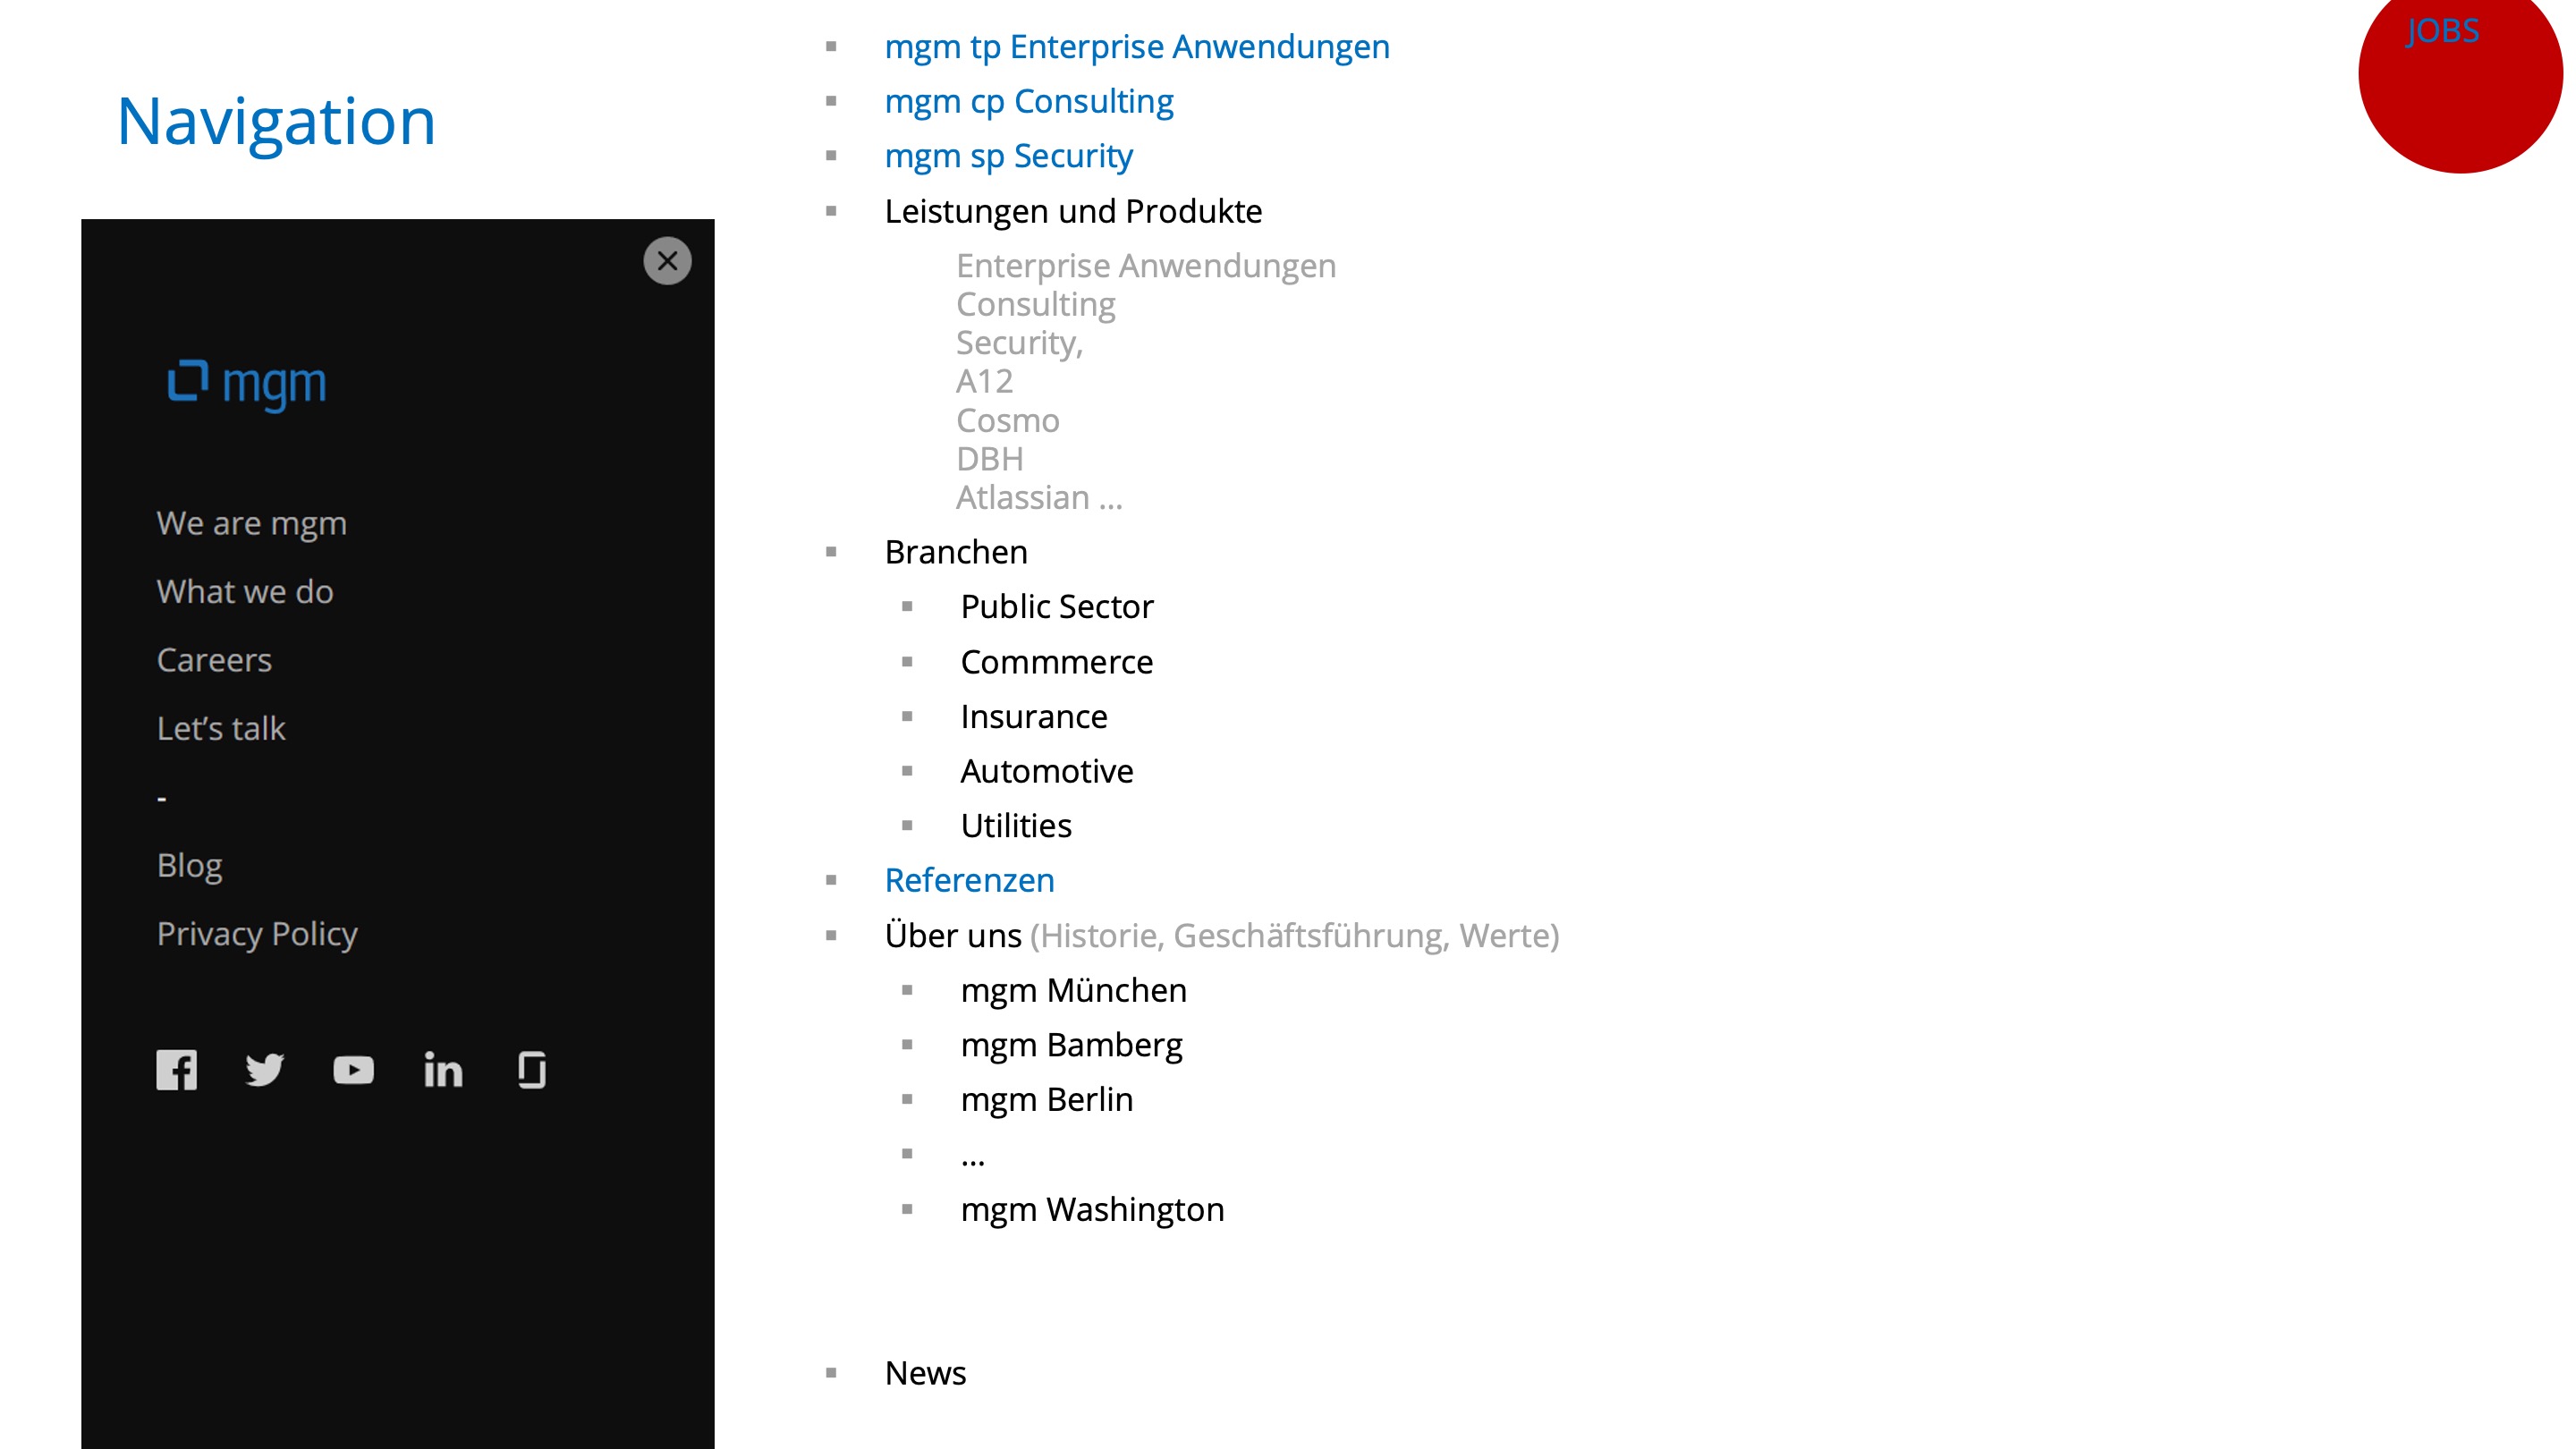 Navigation
mgm
We are mgm
What we do
Careers
Let’s talk
-
Blog
Privacy Policy
mgm tp Enterprise Anwendungen
mgm cp Consulting
mgm sp Security
Leistungen und Produkte
Enterprise Anwendungen
Consulting
Security,
A12
Cosmo
DBH
Atlassian ...
Branchen
Public Sector
Commmerce
Insurance
Automotive
Utilities
Referenzen
Über uns (Historie, Geschäftsführung, Werte)
mgm München
mgm Bamberg
mgm Berlin
...
mgm Washington
News
JOBS